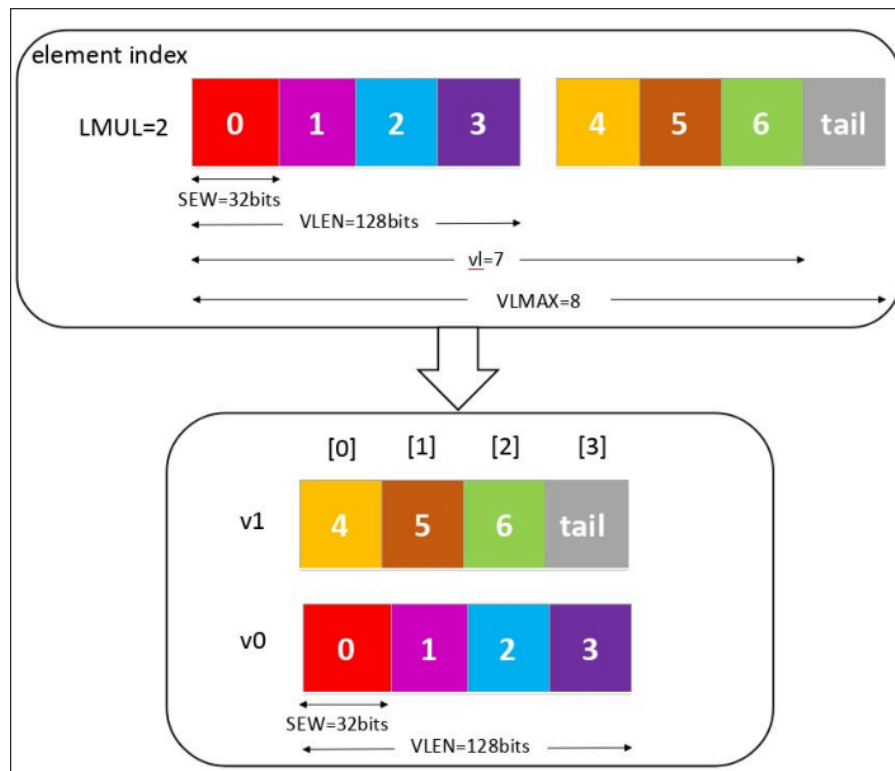 element index
LMUL=2 0 1 2 3 4 5 6 tail
SEW=32bits
VLEN=128bits
vl=7
VLMAX=8
[0] [1] [2] [3]
v1 4 5 6 tail
v0 0 1 2 3
SEW=32bits
VLEN=128bits